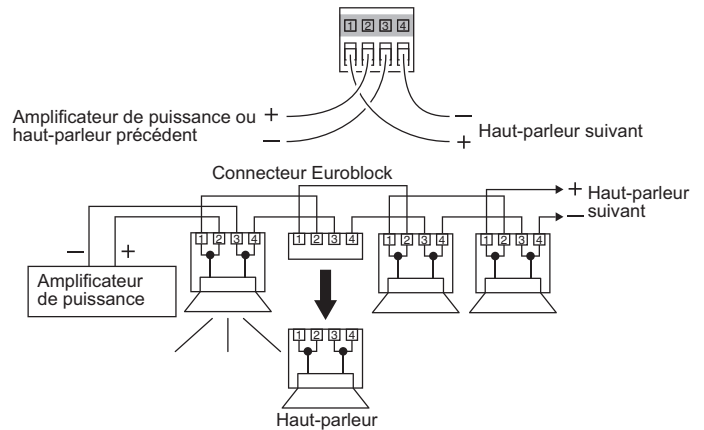 1 2 3 4
Amplificateur de puissance ou
haut-parleur précédent
+
—
—
+
Haut-parleur suivant
Connecteur Euroblock
+
—
Haut-parleur
suivant
—
+
1 2 3 4
1 2 3 4
1 2 3 4
1 2 3 4
Amplificateur
de puissance
1 2 3 4
Haut-parleur